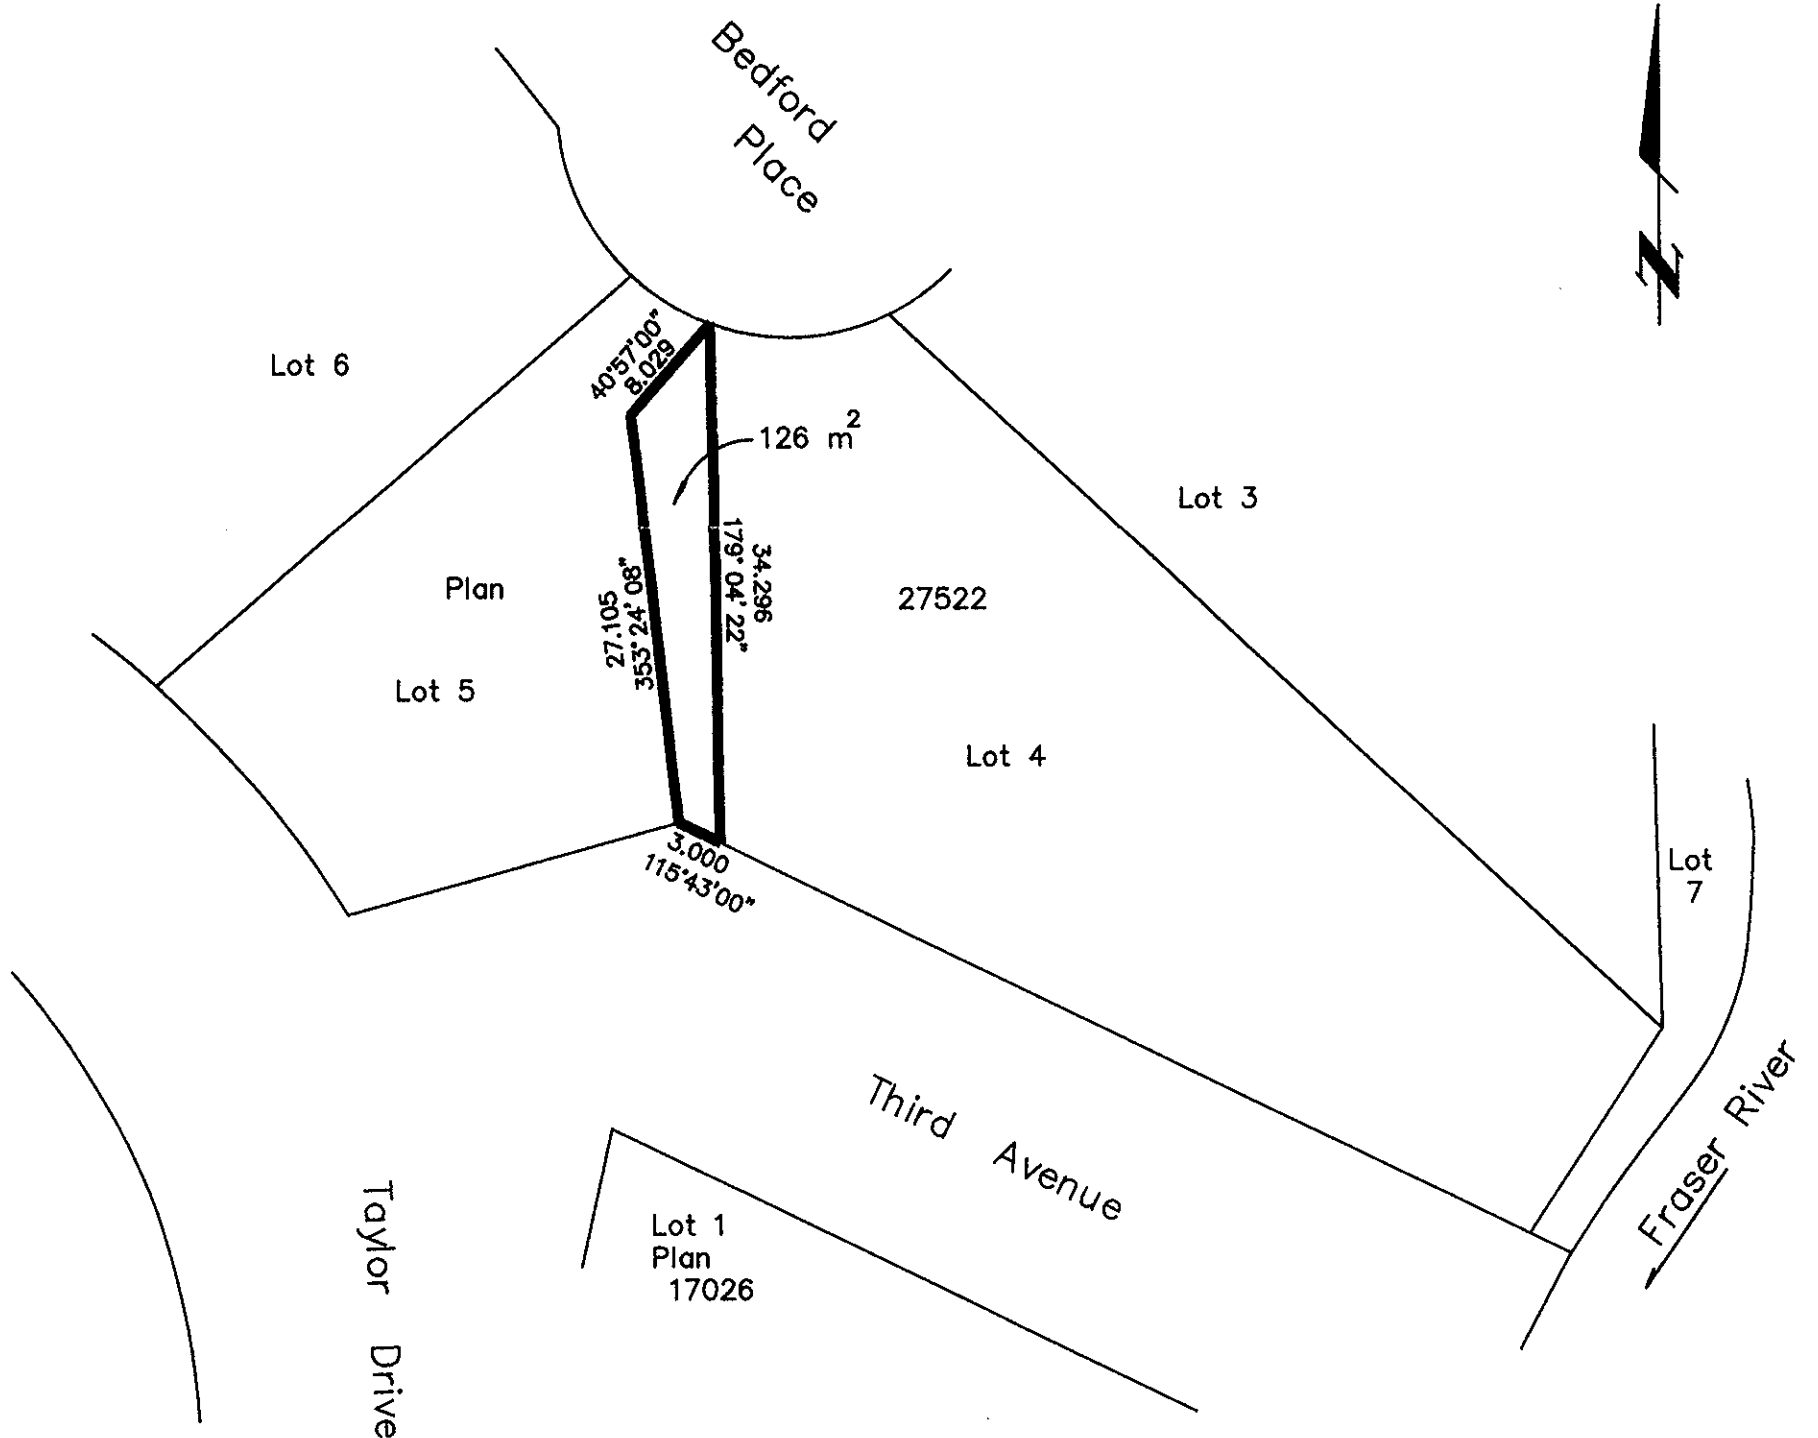 Bedford
Place
N
Lot 6
40°57'00"
8.029
126 m²
Lot 3
34.296
179° 04' 22"
27.105
353° 24' 08"
Plan
27522
Lot 5
Lot 4
3.000
115°43'00"
Lot
7
Third Avenue
Fraser River
Taylor Drive
Lot 1
Plan
17026